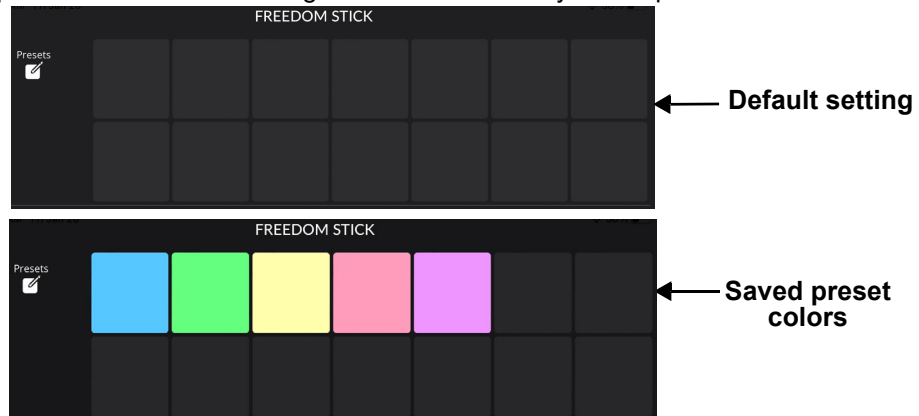 FREEDOM STICK
Presets
Default setting
FREEDOM STICK
Presets
Saved preset
colors